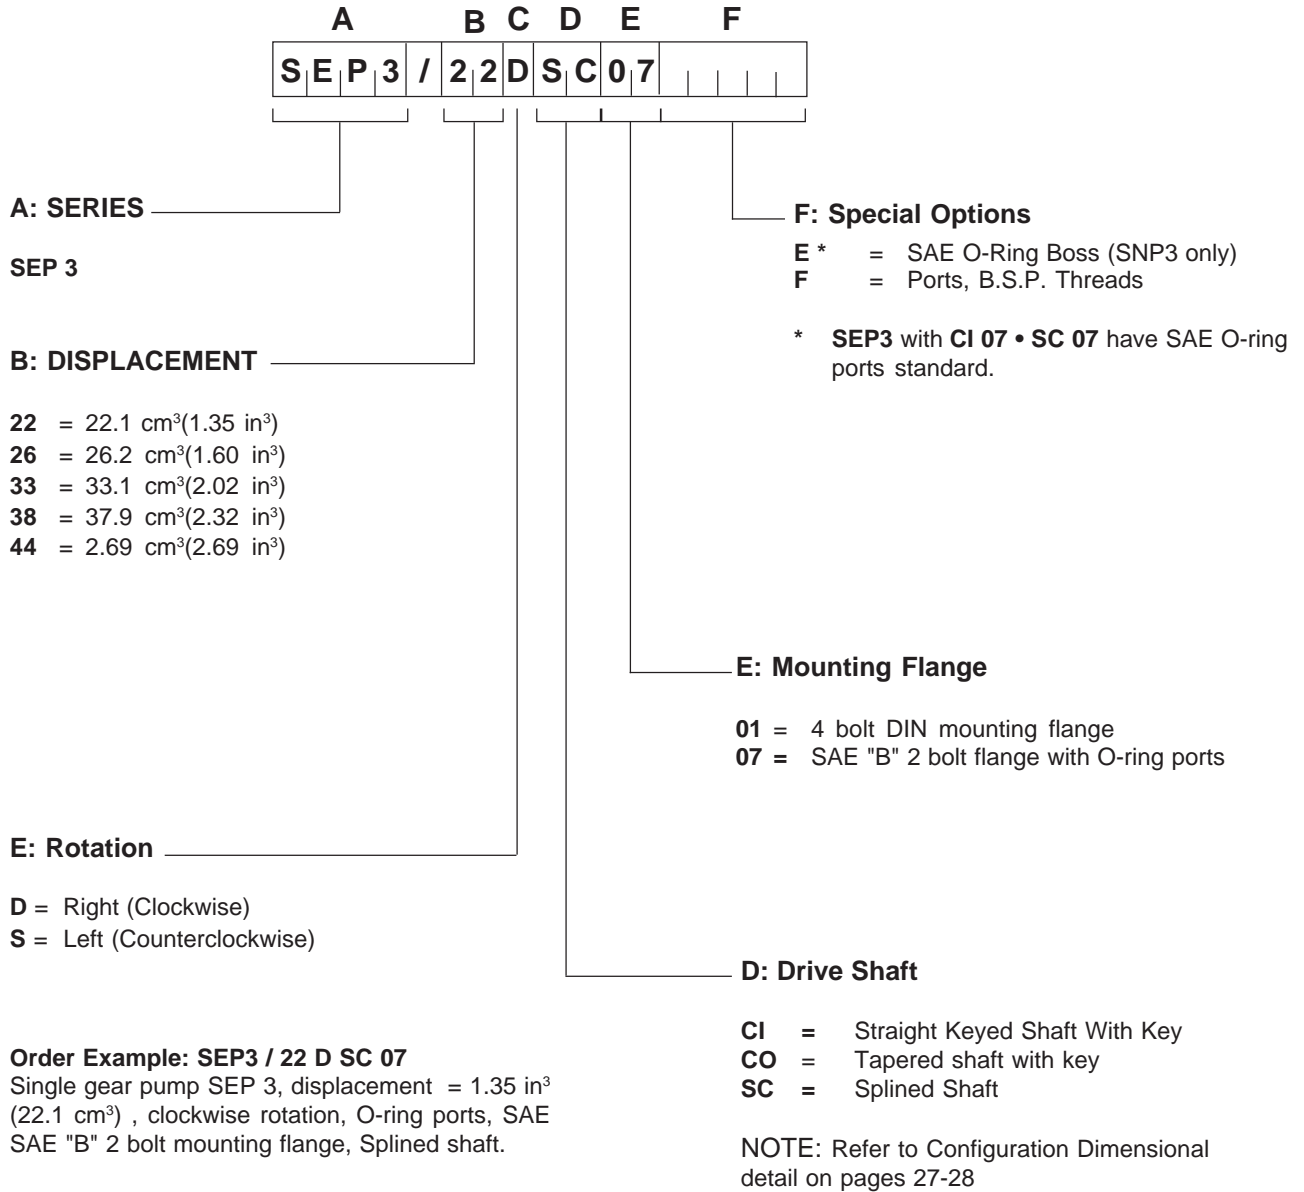 A B C D E F
SEP3/22DSC07
A: SERIES
SEP 3
B: DISPLACEMENT
22 = 22.1 cm³(1.35 in³)
26 = 26.2 cm³(1.60 in³)
33 = 33.1 cm³(2.02 in³)
38 = 37.9 cm³(2.32 in³)
44 = 2.69 cm³(2.69 in³)
F: Special Options
E * = SAE O-Ring Boss (SNP3 only)
F = Ports, B.S.P. Threads
* SEP3 with CI 07 • SC 07 have SAE O-ring
ports standard.
E: Mounting Flange
01 = 4 bolt DIN mounting flange
07 = SAE "B" 2 bolt flange with O-ring ports
E: Rotation
D = Right (Clockwise)
S = Left (Counterclockwise)
D: Drive Shaft
CI = Straight Keyed Shaft With Key
CO = Tapered shaft with key
SC = Splined Shaft
NOTE: Refer to Configuration Dimensional
detail on pages 27-28
Order Example: SEP3 / 22 D SC 07
Single gear pump SEP 3, displacement = 1.35 in³
(22.1 cm³) , clockwise rotation, O-ring ports, SAE
SAE "B" 2 bolt mounting flange, Splined shaft.